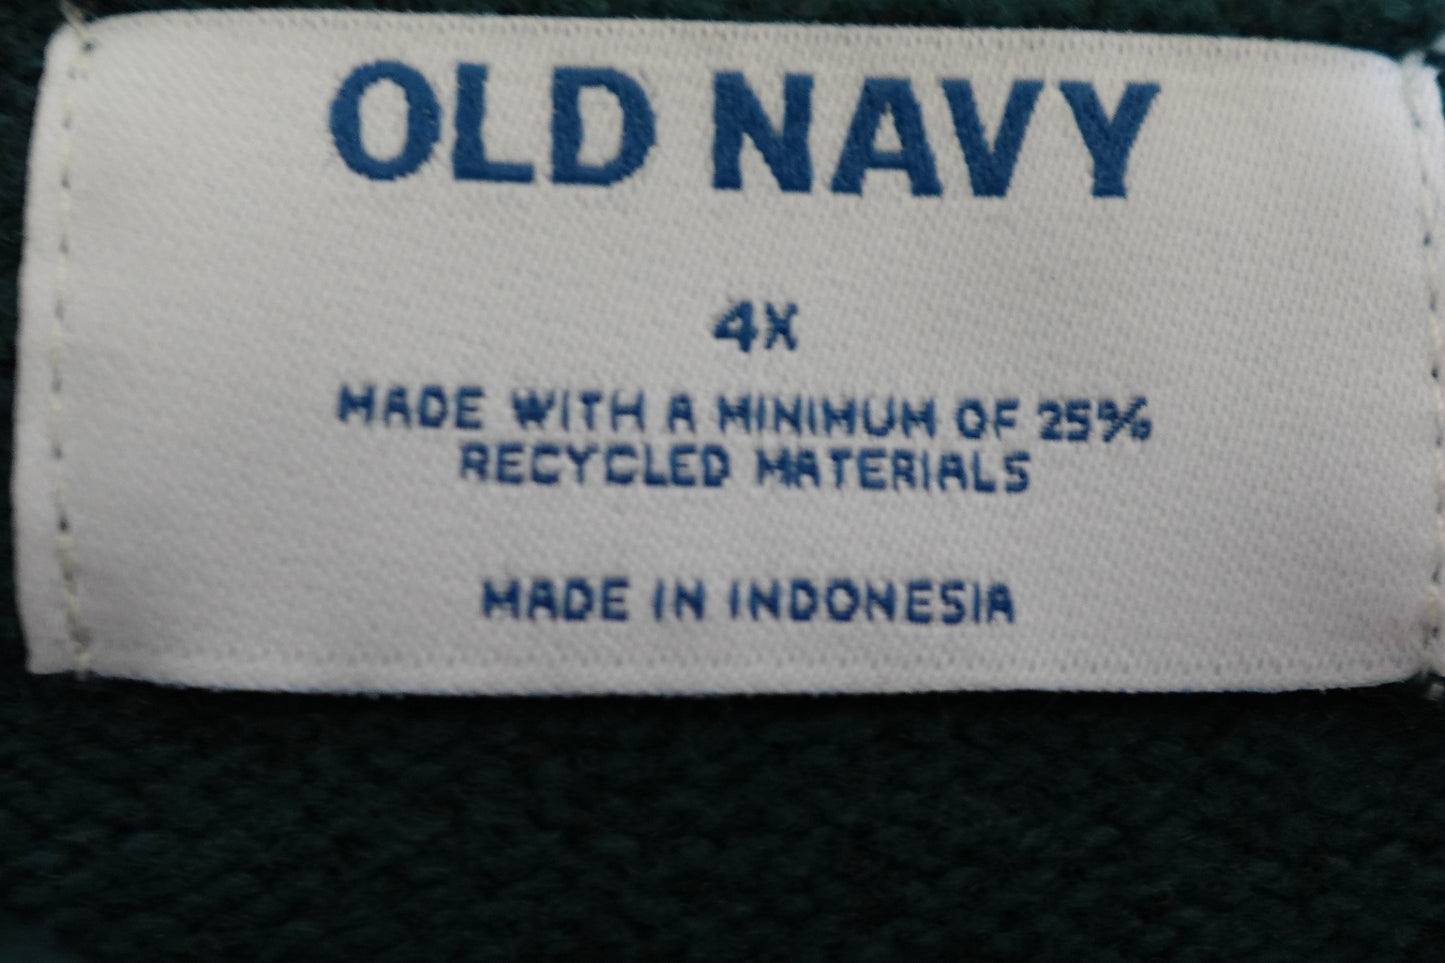 OLD NAVY
4X
MADE WITH A MINIMUM OF 25%
RECYCLED MATERIALS
MADE IN INDONESIA